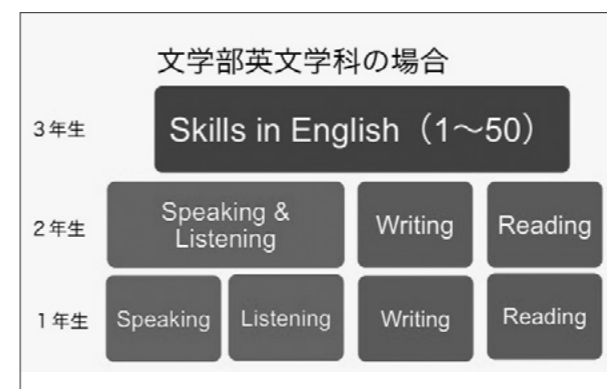 文学部英文学科の場合
3年生
Skills in English（1～50）
2年生
Speaking &
Listening
Writing
Reading
1年生
Speaking
Listening
Writing
Reading